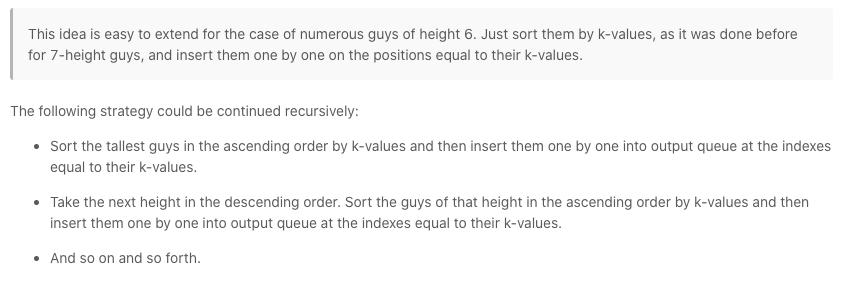 This idea is easy to extend for the case of numerous guys of height 6. Just sort them by k-values, as it was done before
for 7-height guys, and insert them one by one on the positions equal to their k-values.
The following strategy could be continued recursively:
• Sort the tallest guys in the ascending order by k-values and then insert them one by one into output queue at the indexes
equal to their k-values.
• Take the next height in the descending order. Sort the guys of that height in the ascending order by k-values and then
insert them one by one into output queue at the indexes equal to their k-values.
• And so on and so forth.